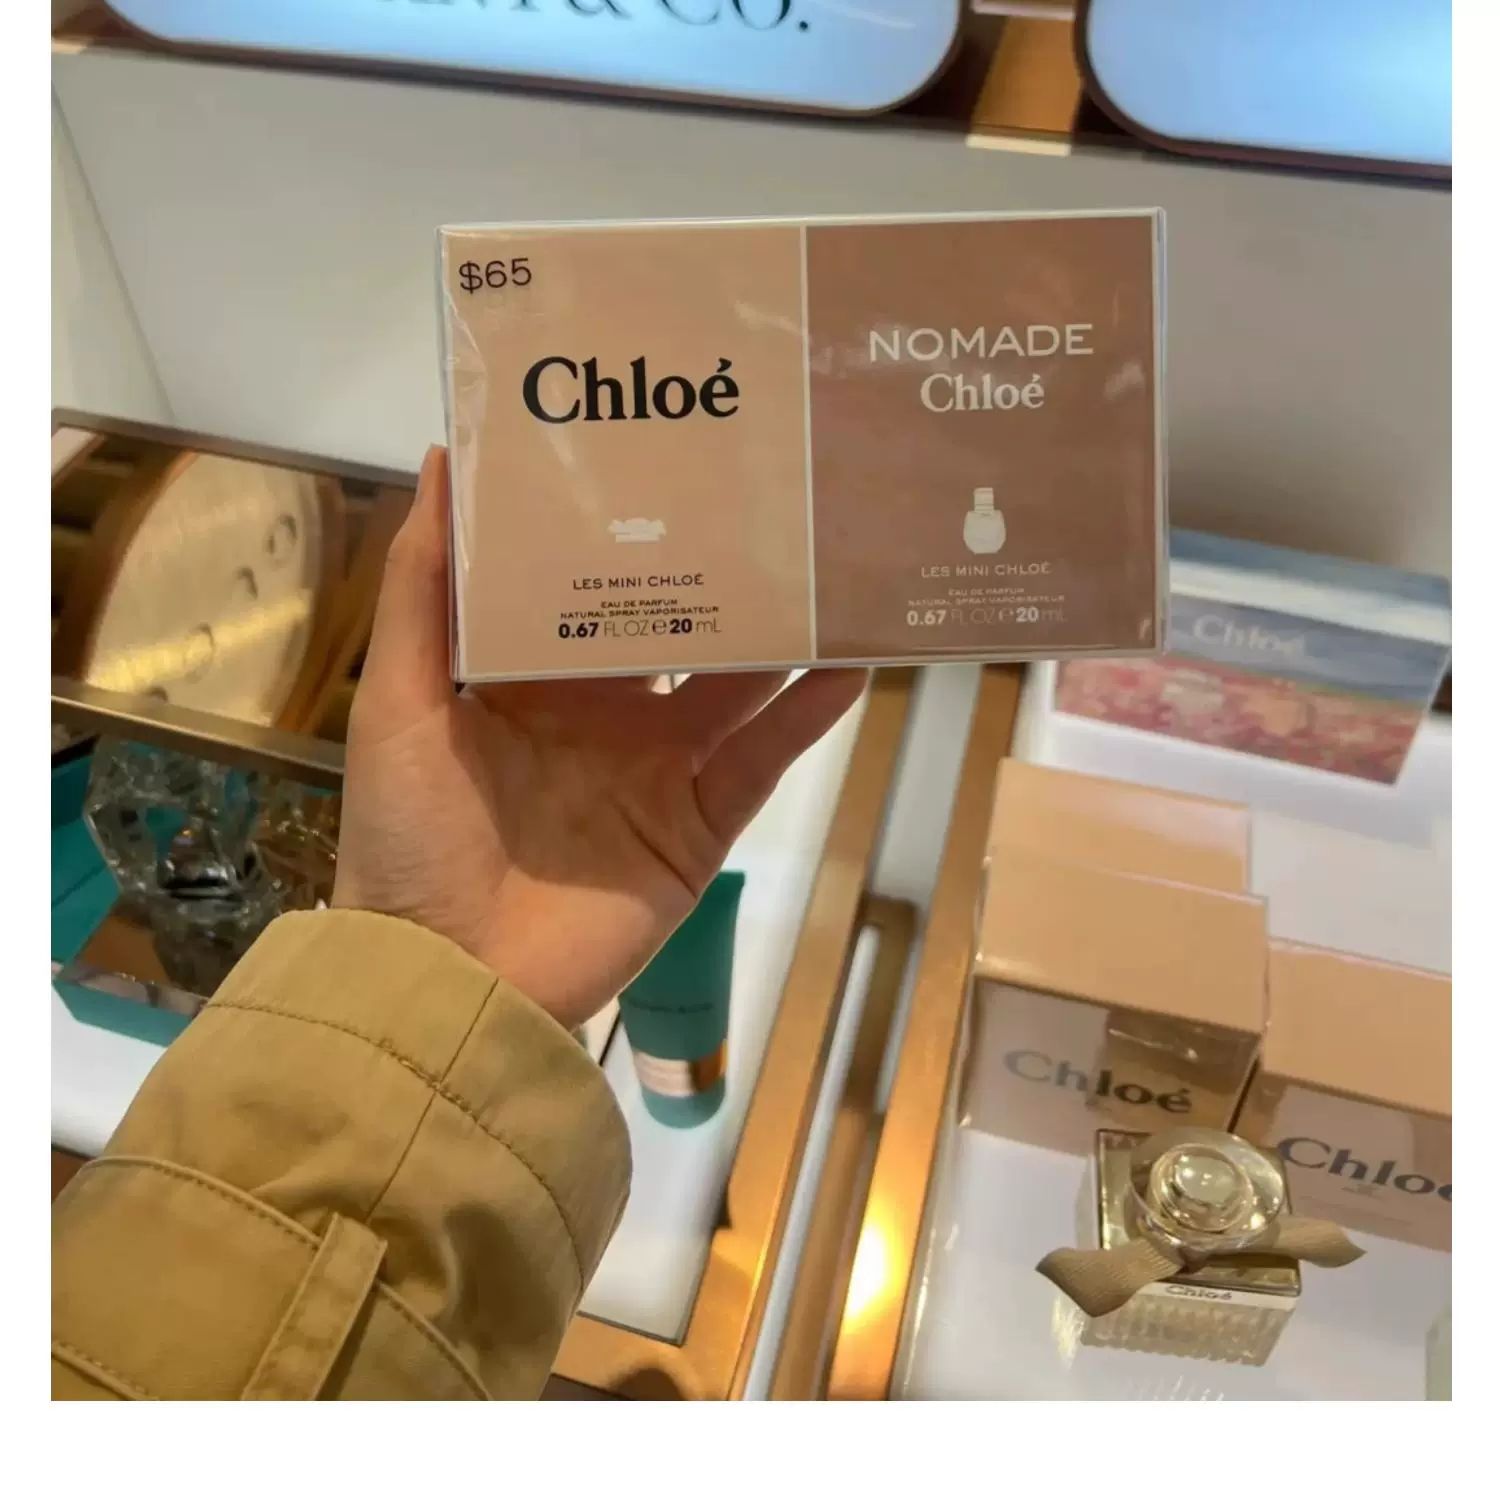 & CO.
$65
Chloé
LES MINI CHLOÉ
EAU DE PARFUM
NATURAL SPRAY VAPORISATEUR
0.67 FL OZ ℮ 20 mL
NOMADE
Chloé
LES MINI CHLOÉ
EAU DE PARFUM
NATURAL SPRAY VAPORISATEUR
0.67 FL OZ ℮ 20 mL
Chloé
Chloé
Chloé
Chloé